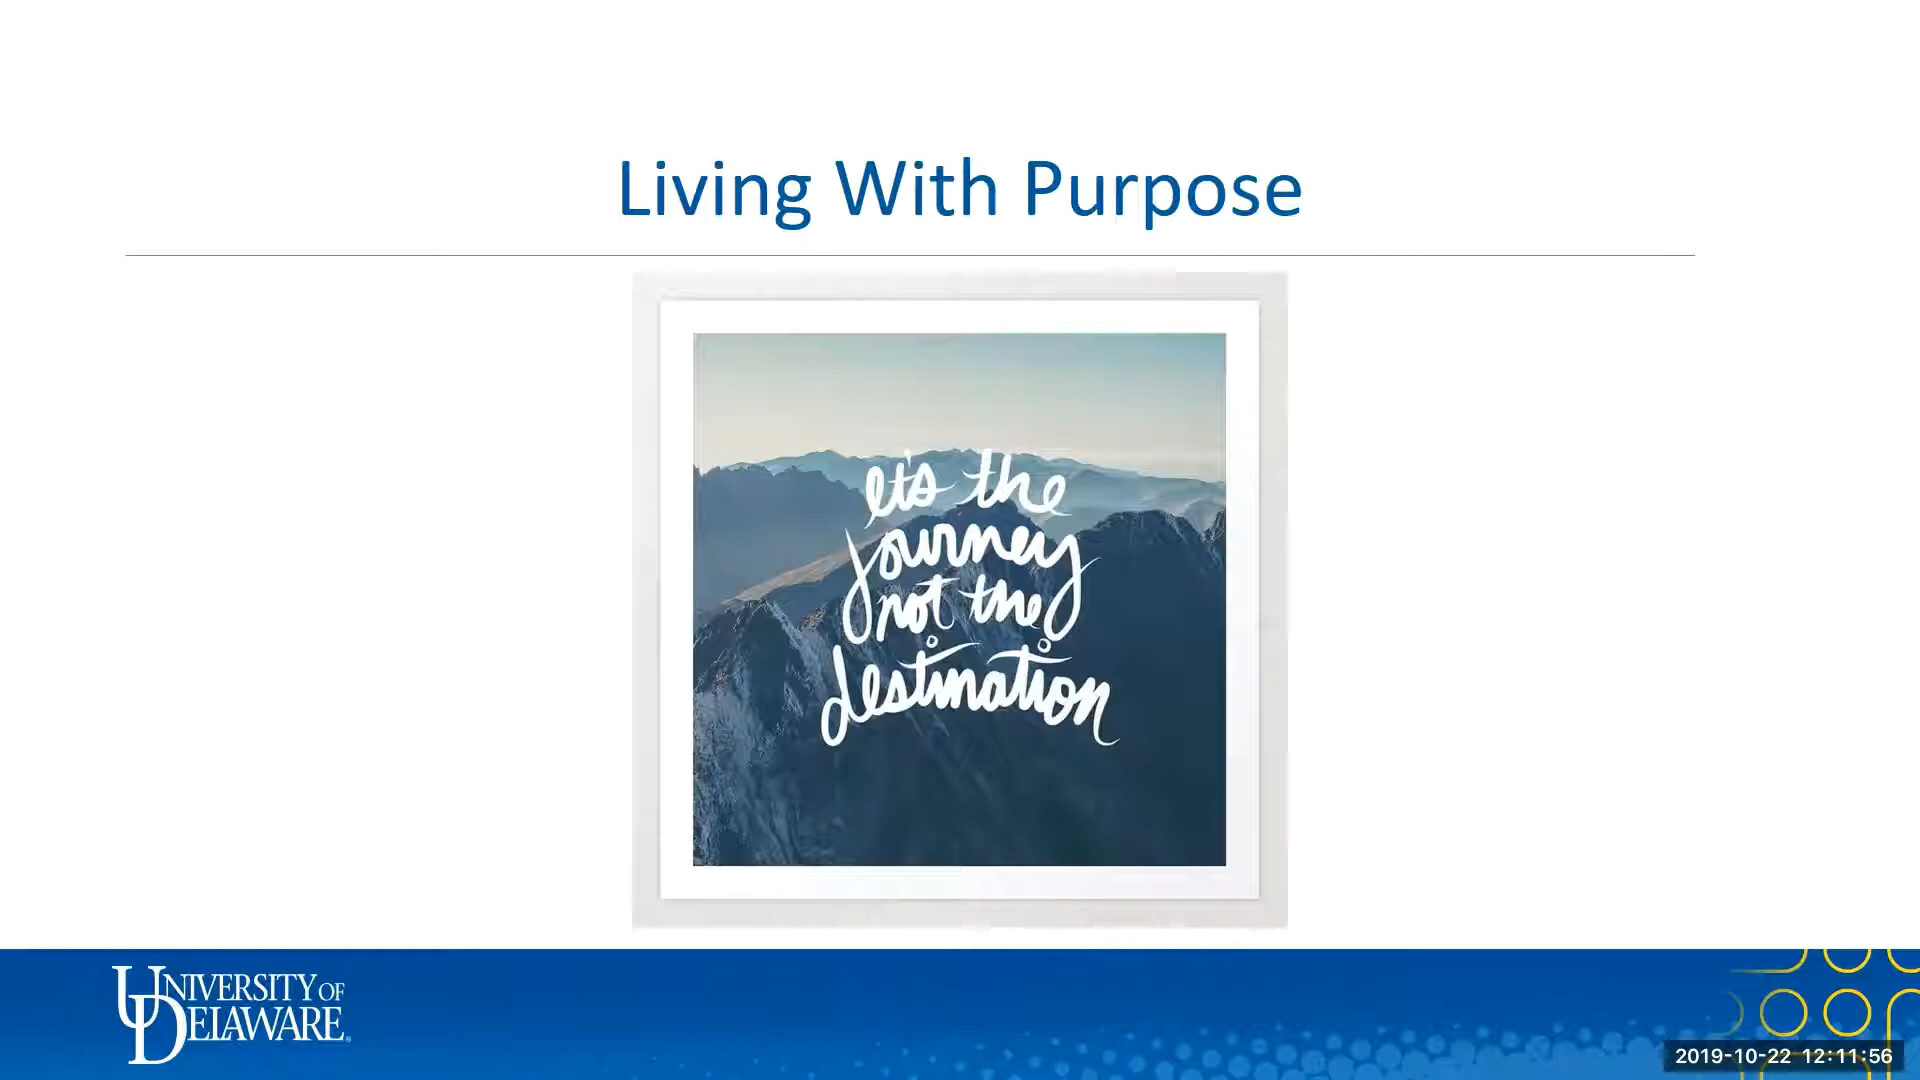 Living With Purpose
it's the
journey
not the
destination
UNIVERSITY OF
DELAWARE
2019-10-22 12:11:56